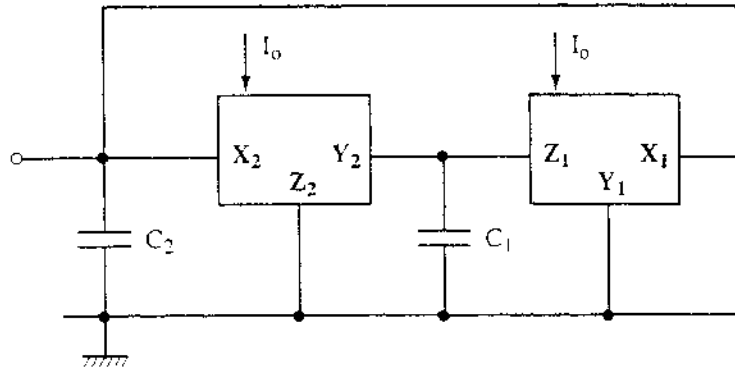 I₀ I₀
X₂ Y₂ Z₁ X₁
Z₂ Y₁
C₂ C₁